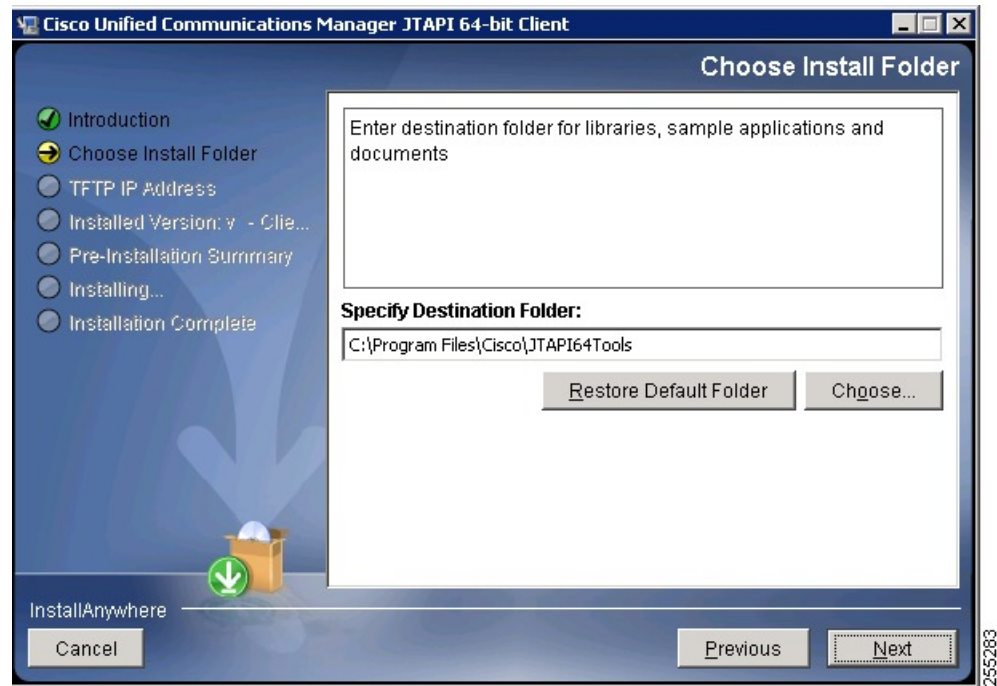 Cisco Unified Communications Manager JTAPI 64-bit Client
Choose Install Folder
Introduction
Choose Install Folder
TFTP IP Address
Installed Version: v - Clie...
Pre-Installation Summary
Installing...
Installation Complete
Enter destination folder for libraries, sample applications and
documents
Specify Destination Folder:
C:\Program Files\Cisco\JTAPI64Tools
Restore Default Folder
Choose...
InstallAnywhere
Cancel
Previous
Next
255283